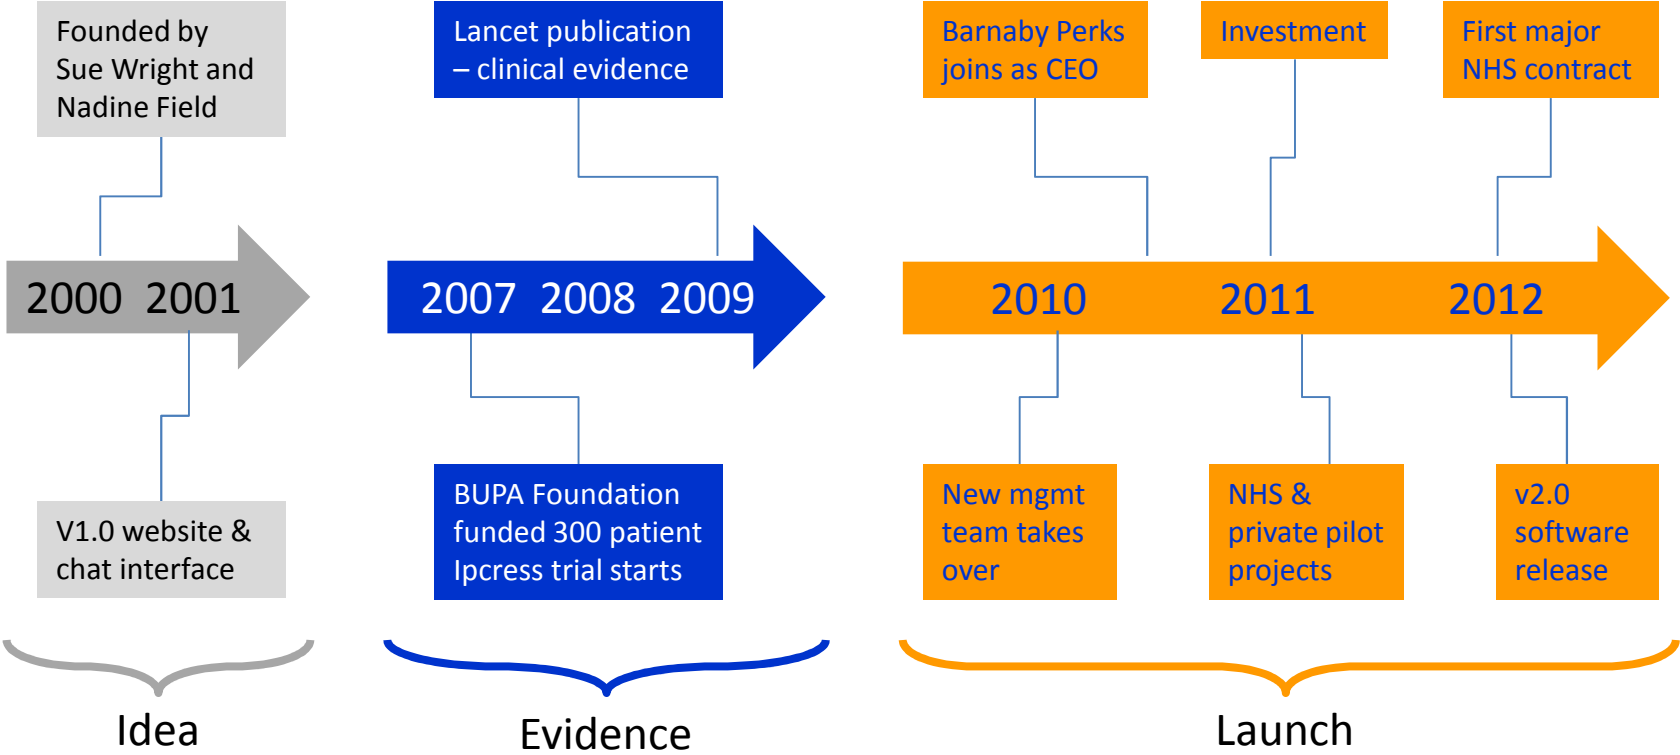 Founded by
Sue Wright and
Nadine Field
Lancet publication
– clinical evidence
Barnaby Perks
joins as CEO
Investment
First major
NHS contract
2000 2001
2007 2008 2009
2010 2011 2012
V1.0 website &
chat interface
BUPA Foundation
funded 300 patient
Ipcress trial starts
New mgmt
team takes
over
NHS &
private pilot
projects
v2.0
software
release
Idea
Evidence
Launch